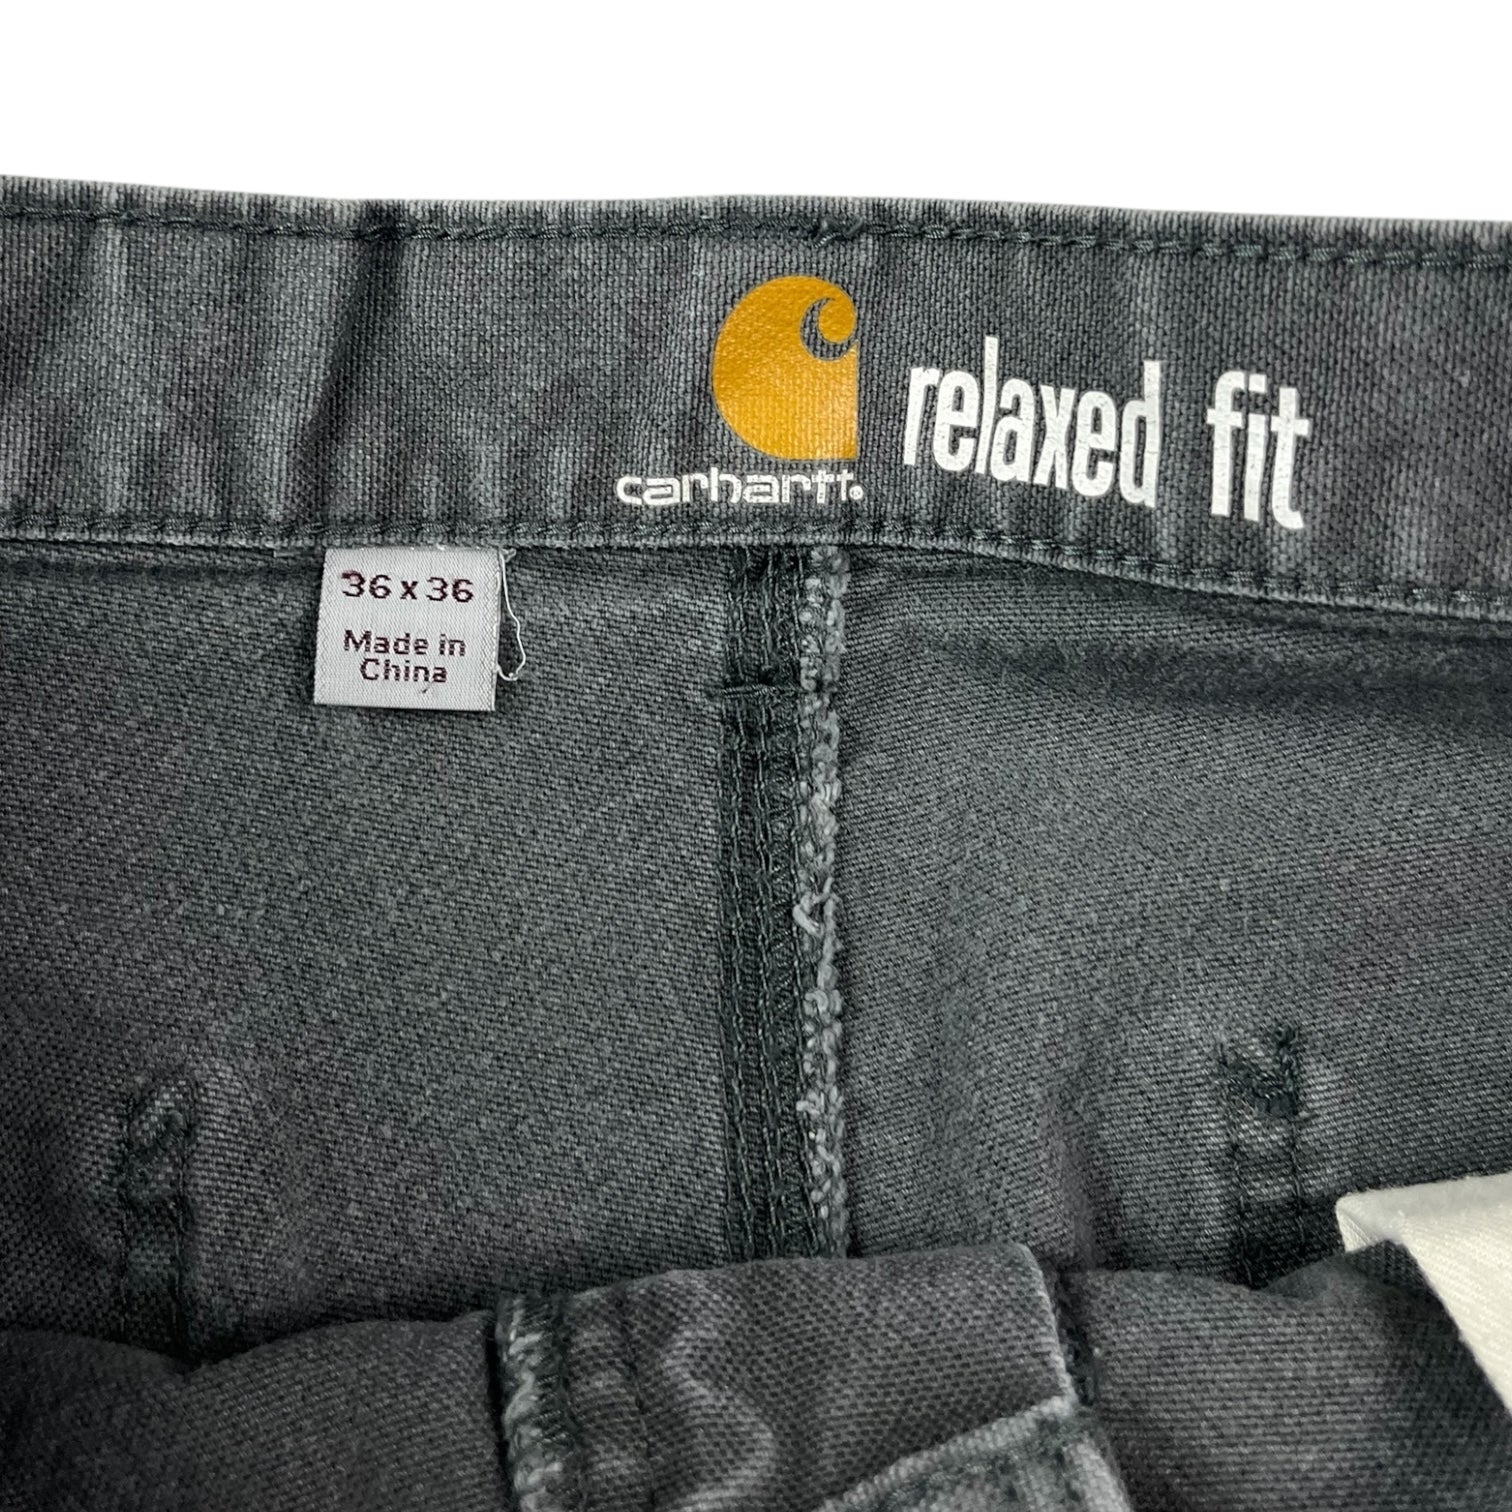 carhartt®
relaxed fit
36 x 36
Made in
China